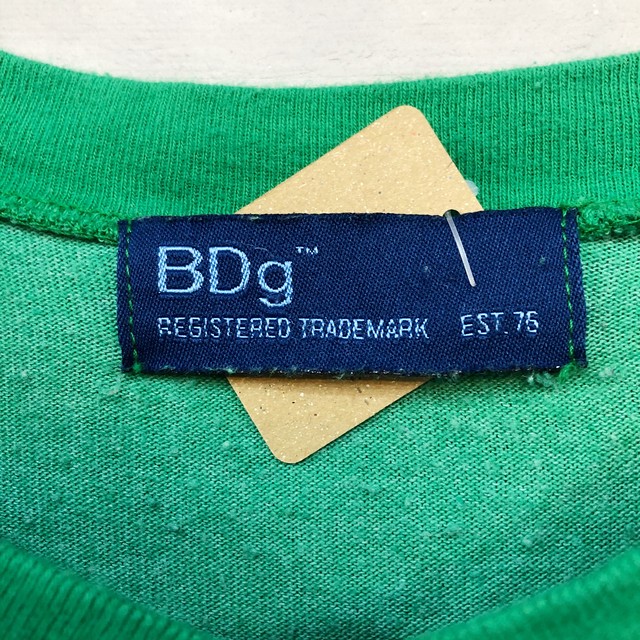 BDg™
REGISTERED TRADEMARK EST. 76